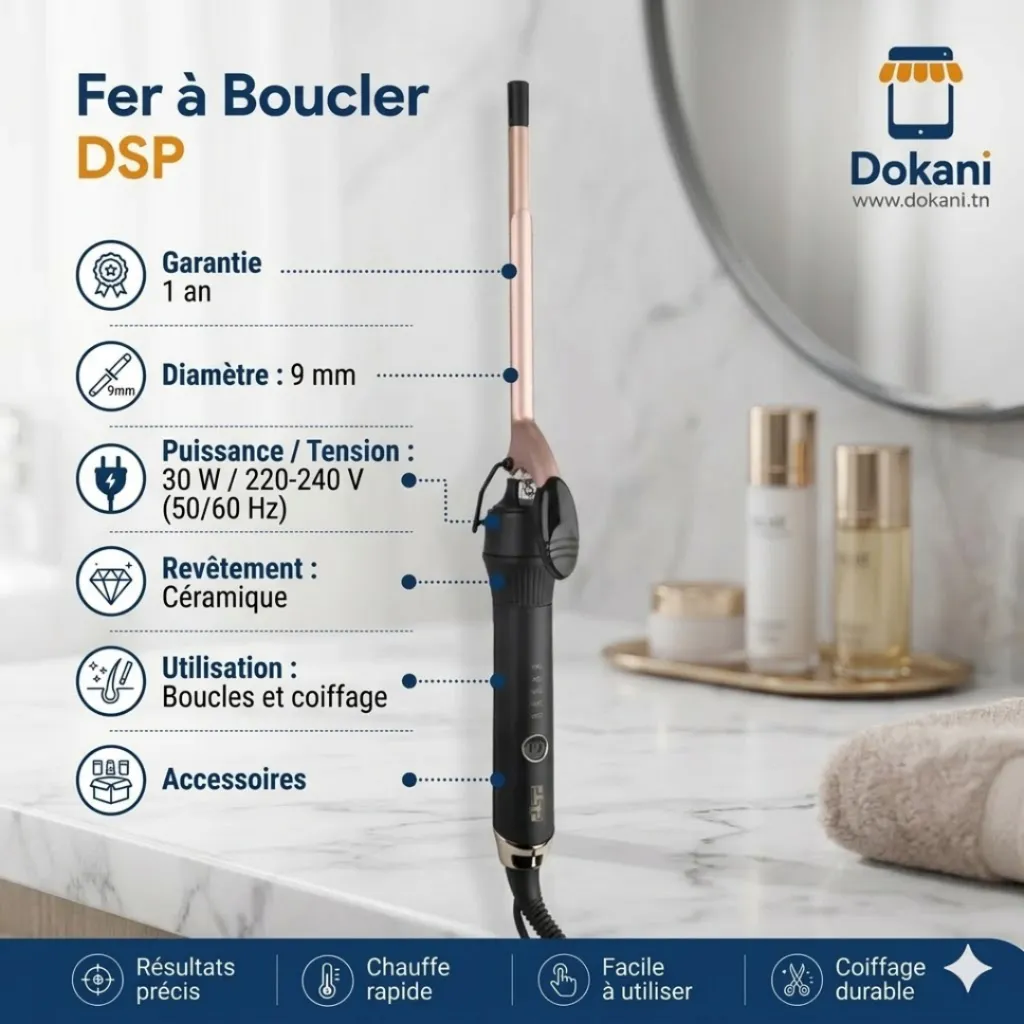 Fer à Boucler
DSP
Dokani
www.dokani.tn
Garantie
1 an
9mm
Diamètre : 9 mm
Puissance / Tension :
30 W / 220-240 V
(50/60 Hz)
Revêtement :
Céramique
Utilisation :
Boucles et coiffage
Accessoires
Résultats
précis
Chauffe
rapide
Facile
à utiliser
Coiffage
durable